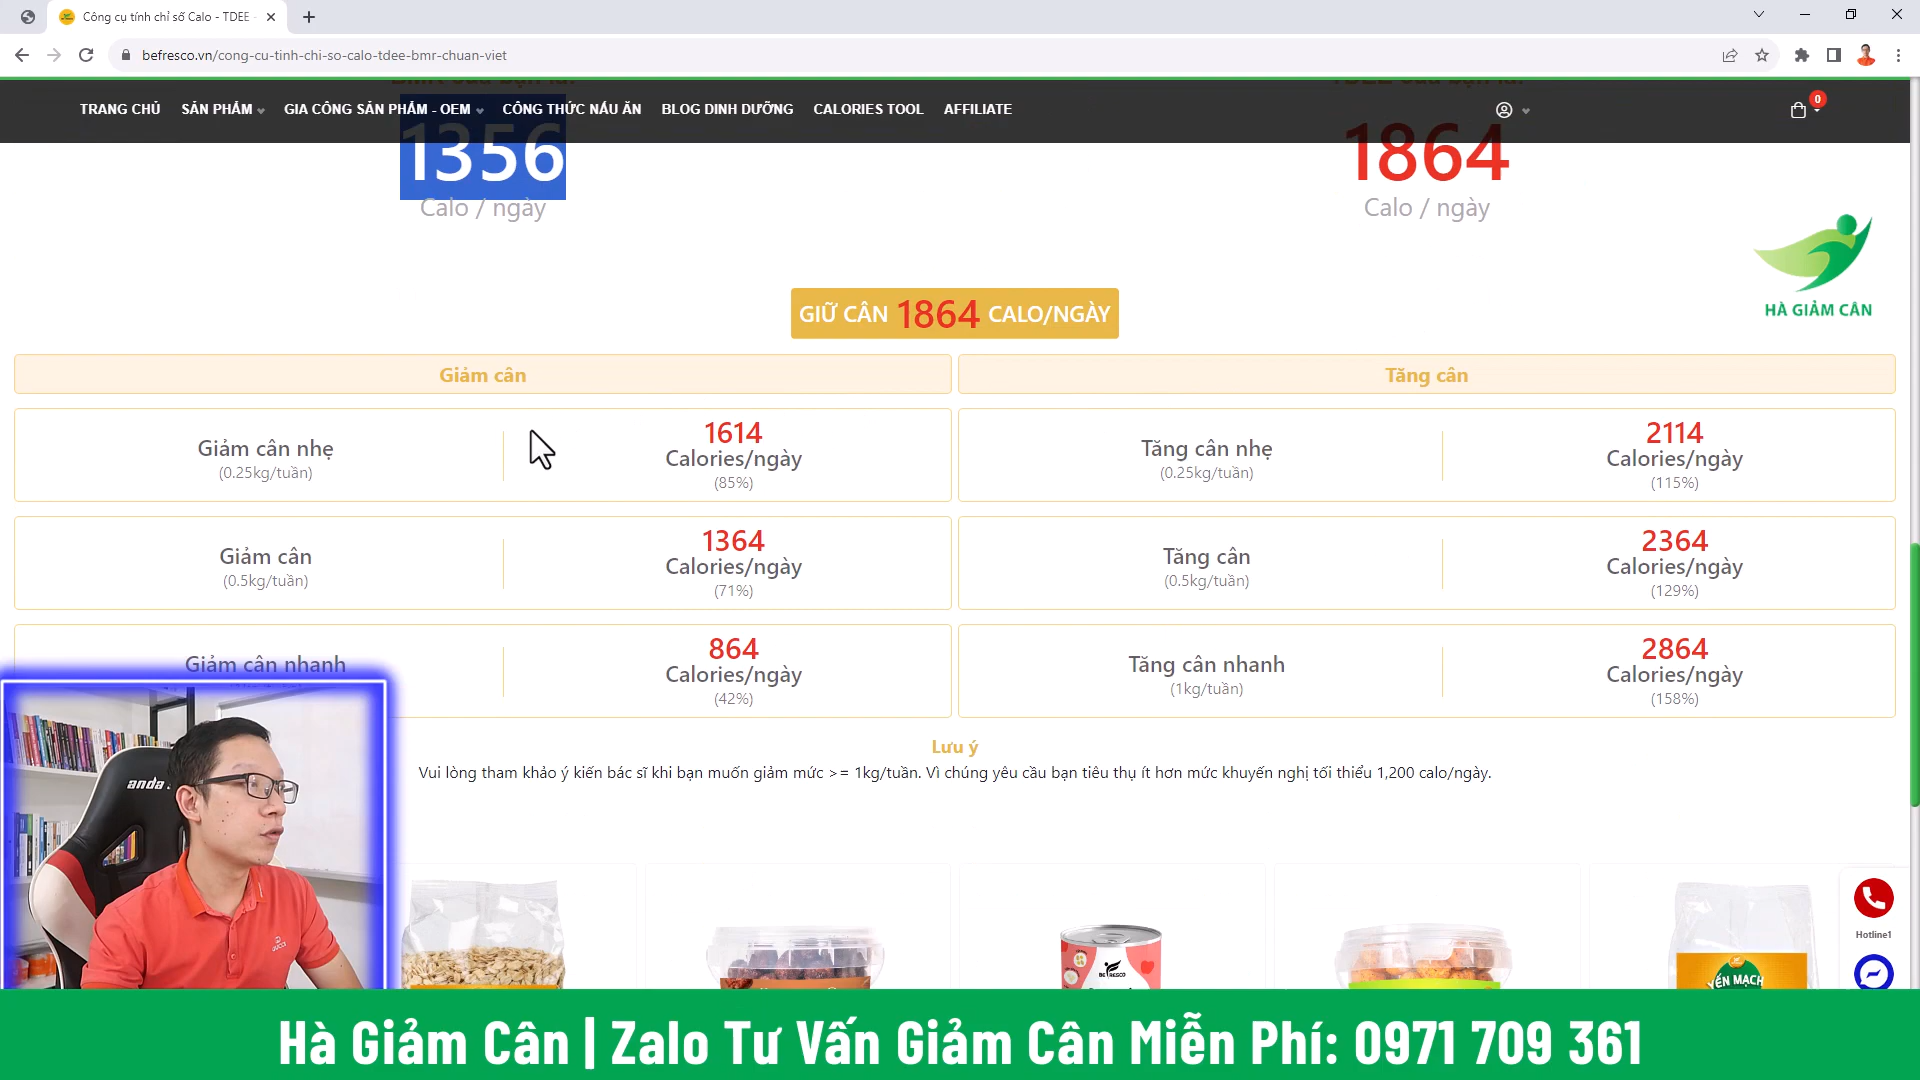 Công cụ tính chỉ số Calo - TDEE
befresco.vn/cong-cu-tinh-chi-so-calo-tdee-bmr-chuan-viet
TRANG CHỦ SẢN PHẨM GIA CÔNG SẢN PHẨM - OEM CÔNG THỨC NẤU ĂN BLOG DINH DƯỠNG CALORIES TOOL AFFILIATE 0
1356 1864
Calo / ngày Calo / ngày
HÀ GIẢM CÂN
GIỮ CÂN 1864 CALO/NGÀY
Giảm cân Tăng cân
Giảm cân nhẹ
(0.25kg/tuần)
1614
Calories/ngày
(85%)
Tăng cân nhẹ
(0.25kg/tuần)
2114
Calories/ngày
(115%)
Giảm cân
(0.5kg/tuần)
1364
Calories/ngày
(71%)
Tăng cân
(0.5kg/tuần)
2364
Calories/ngày
(129%)
Giảm cân nhanh
864
Calories/ngày
(42%)
Tăng cân nhanh
(1kg/tuần)
2864
Calories/ngày
(158%)
Lưu ý
Vui lòng tham khảo ý kiến bác sĩ khi bạn muốn giảm mức >= 1kg/tuần. Vì chúng yêu cầu bạn tiêu thụ ít hơn mức khuyến nghị tối thiểu 1,200 calo/ngày.
anda
GUCCI
BEFRESCO
YẾN MẠCH
Hotline1
Hà Giảm Cân | Zalo Tư Vấn Giảm Cân Miễn Phí: 0971 709 361